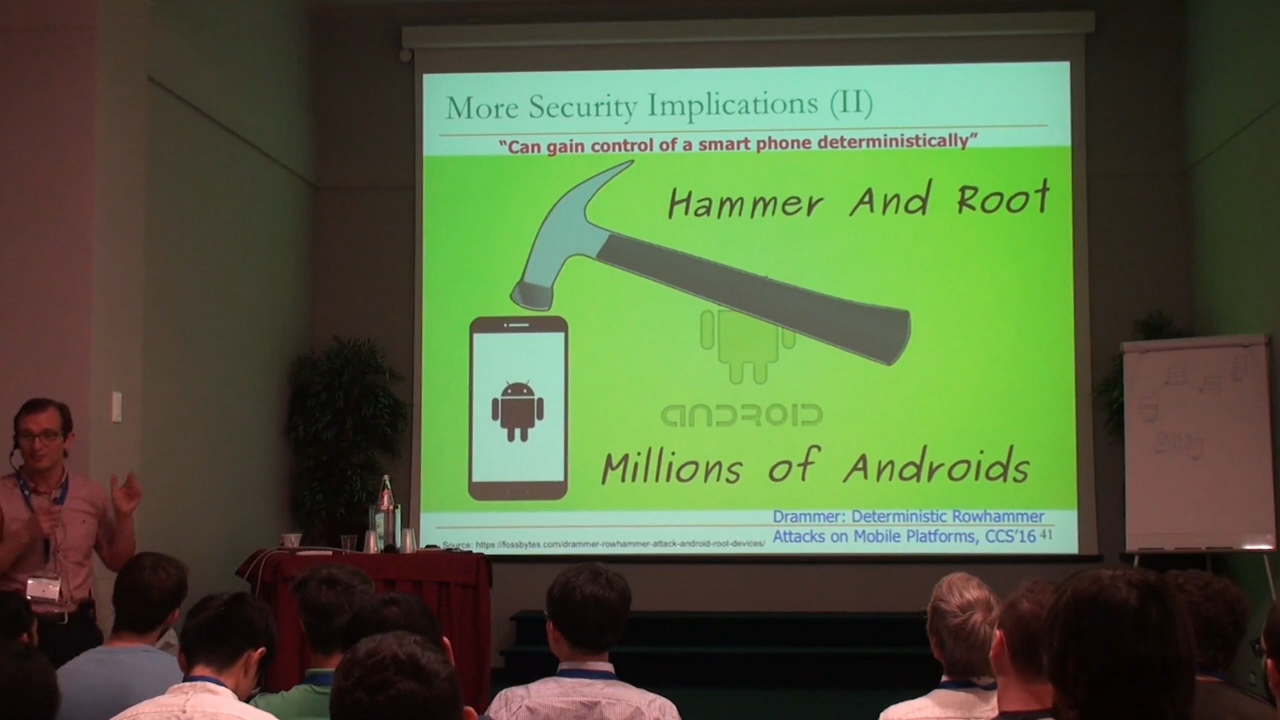 More Security Implications (II)
“Can gain control of a smart phone deterministically”
Hammer And Root
ANDROID
Millions of Androids
Drammer: Deterministic Rowhammer
Attacks on Mobile Platforms, CCS’16 41
Source: https://fossbytes.com/drammer-rowhammer-attack-android-root-devices/